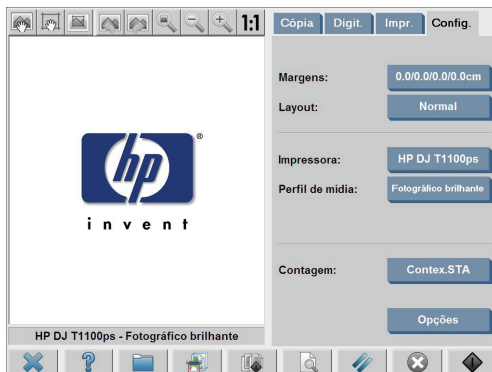 1:1
Cópia Digit. Impr. Config.
Margens: 0.0/0.0/0.0/0.0cm
Layout: Normal
Impressora: HP DJ T1100ps
Perfil de mídia: Fotográfico brilhante
hp ®
invent
Contagem: Contex.STA
Opções
HP DJ T1100ps - Fotográfico brilhante
?